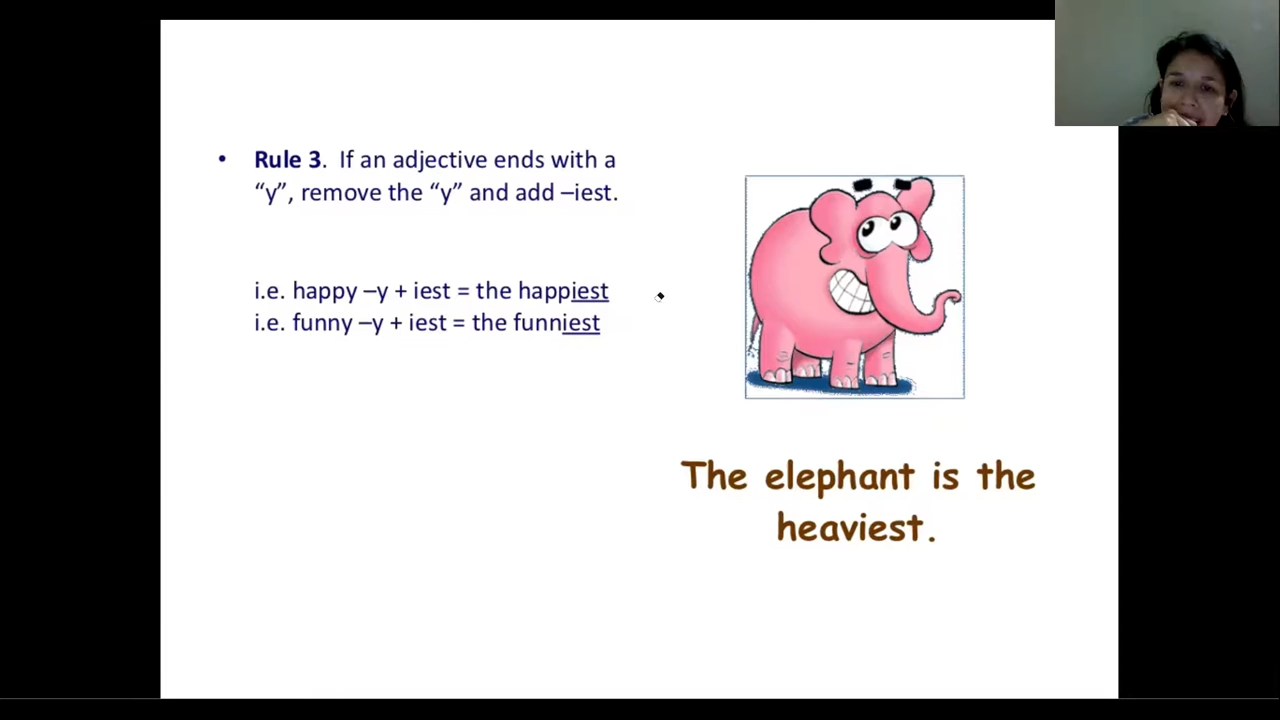 • Rule 3. If an adjective ends with a
“y”, remove the “y” and add –iest.
i.e. happy –y + iest = the happiest
i.e. funny –y + iest = the funniest
The elephant is the
heaviest.